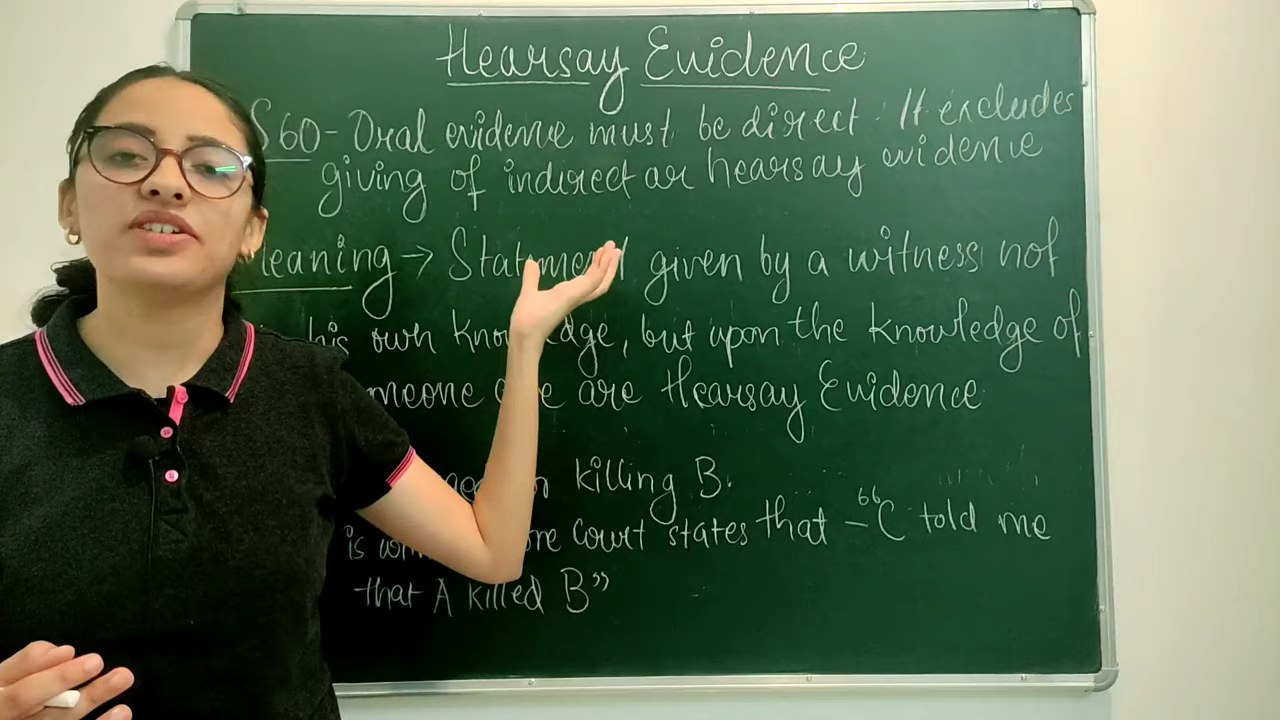 Hearsay Evidence
S60- Oral evidence must be direct. It excludes
giving of indirect or hearsay evidence
leaning → Statement given by a witness not
his own knowledge, but upon the knowledge of
meone are Hearsay Evidence
killing B.
is court states that - "C told me
that A killed B"